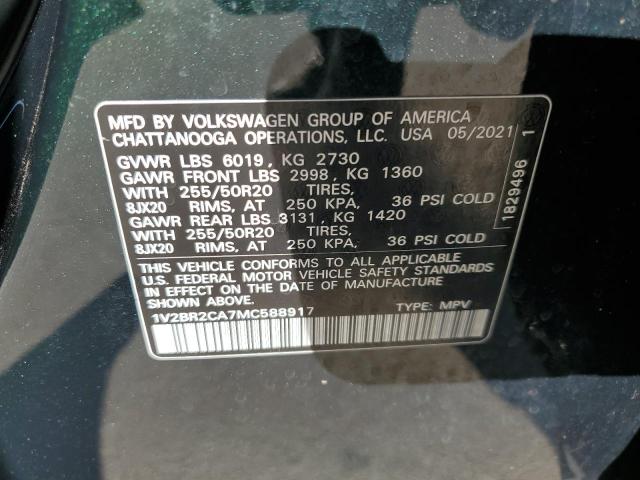 MFD BY VOLKSWAGEN GROUP OF AMERICA
CHATTANOOGA OPERATIONS, LLC. USA 05/2021
GVWR LBS 6019, KG 2730
GAWR FRONT LBS 2998, KG 1360
WITH 255/50R20 TIRES,
8JX20 RIMS, AT 250 KPA, 36 PSI COLD
GAWR REAR LBS 3131, KG 1420
WITH 255/50R20 TIRES,
8JX20 RIMS, AT 250 KPA, 36 PSI COLD
THIS VEHICLE CONFORMS TO ALL APPLICABLE
U.S. FEDERAL MOTOR VEHICLE SAFETY STANDARDS
IN EFFECT ON THE DATE OF MANUFACTURE
SHOWN ABOVE.
1V2BR2CA7MC588917 TYPE: MPV
1829496 1